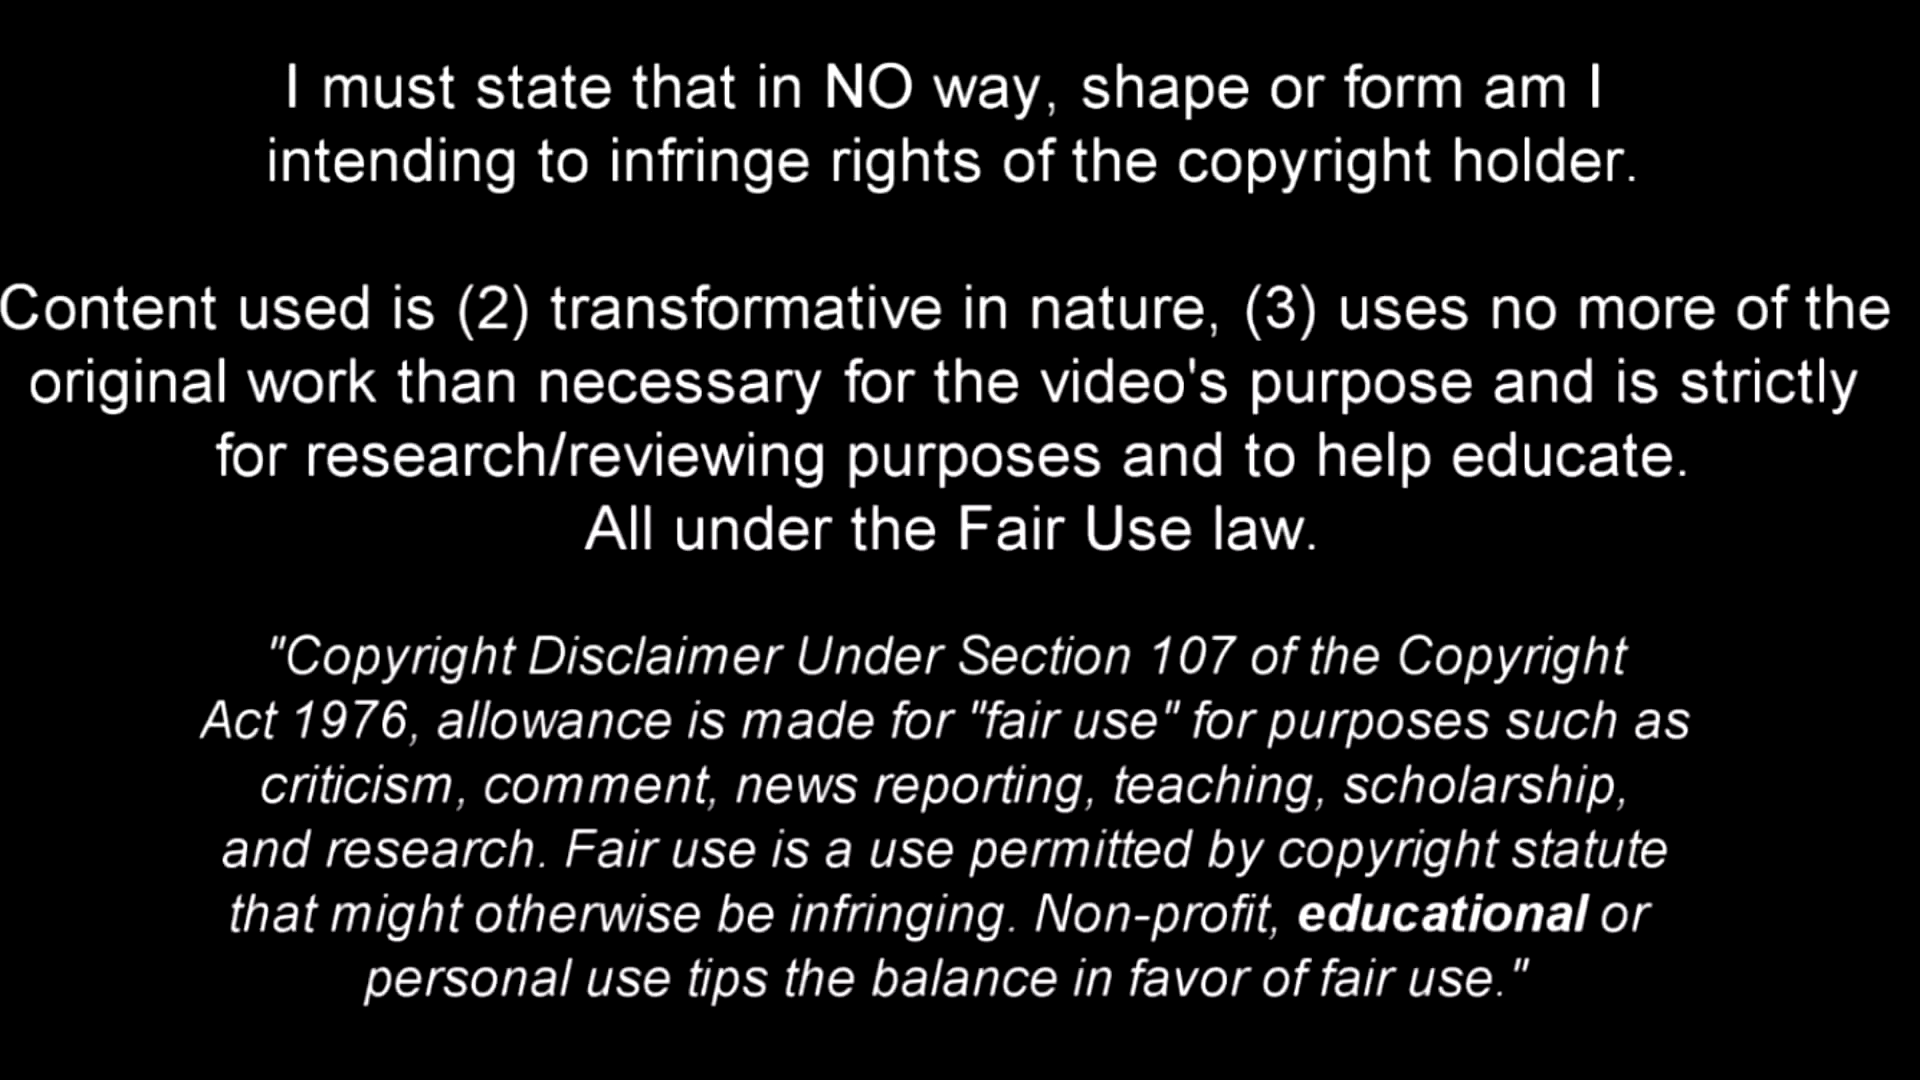 I must state that in NO way, shape or form am I
intending to infringe rights of the copyright holder.
Content used is (2) transformative in nature, (3) uses no more of the
original work than necessary for the video's purpose and is strictly
for research/reviewing purposes and to help educate.
All under the Fair Use law.
"Copyright Disclaimer Under Section 107 of the Copyright
Act 1976, allowance is made for "fair use" for purposes such as
criticism, comment, news reporting, teaching, scholarship,
and research. Fair use is a use permitted by copyright statute
that might otherwise be infringing. Non-profit, educational or
personal use tips the balance in favor of fair use."